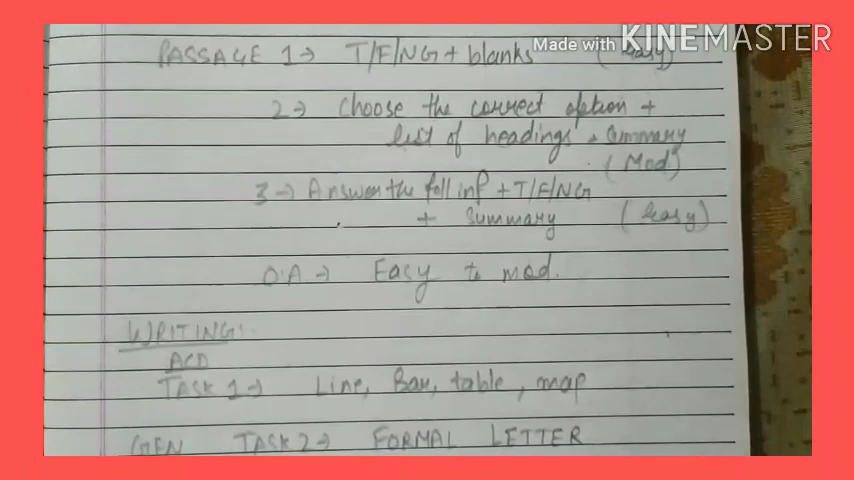 Made with KINEMASTER
PASSAGE 1→ T/F/NG + blanks (Easy)
2→ Choose the correct option +
list of headings + Summary
(Mod)
3→ Answer the foll inf + T/F/NG
+ Summary (Easy)
O.A → Easy to mod.
WRITING:
ACD
TASK 1→ Line, Bar, table, map
GEN TASK 2→ FORMAL LETTER